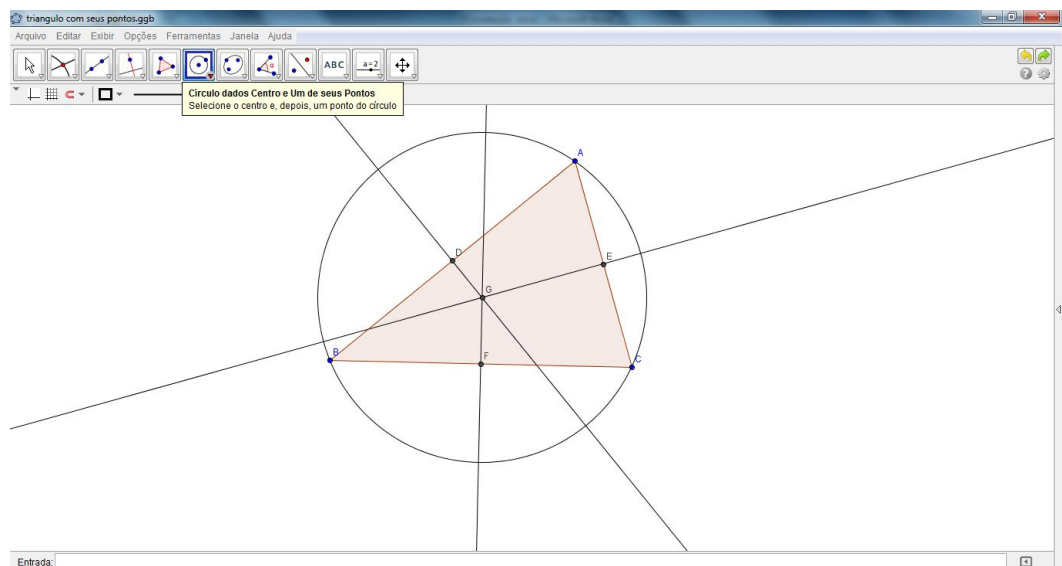 triangulo com seus pontos.ggb
Arquivo Editar Exibir Opções Ferramentas Janela Ajuda
ABC
a=2
Círculo dados Centro e Um de seus Pontos
Selecione o centro e, depois, um ponto do círculo
A
D
E
G
B
F
C
Entrada: